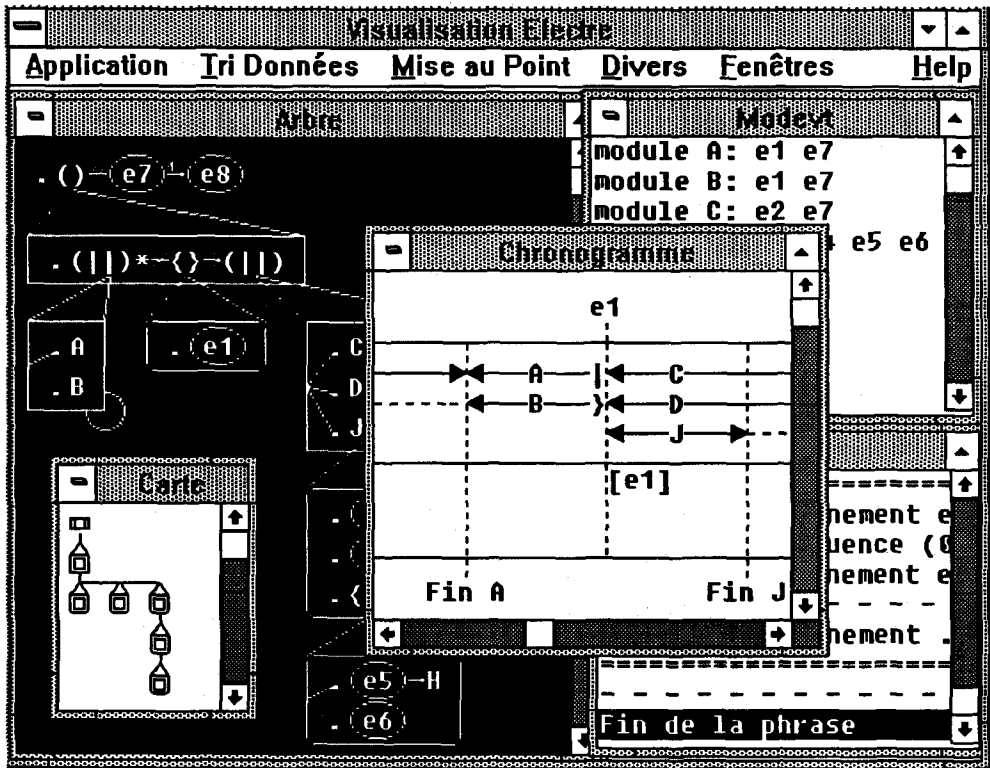 Visualisation Electre
Application Tri Données Mise au Point Divers Fenêtres Help
Arbre
. () e7 1 e8
. (||)*-{}-(||)
. A
. B
. e1
. C
. D
. J
. (
. (
. {
. e5 H
. e6
Carte
Modevt
module A: e1 e7
module B: e1 e7
module C: e2 e7
e5 e6
Chronogramme
e1
A | C
B } D
J
[e1]
Fin A Fin J
nement e
uence (0
nement e
nement .
Fin de la phrase